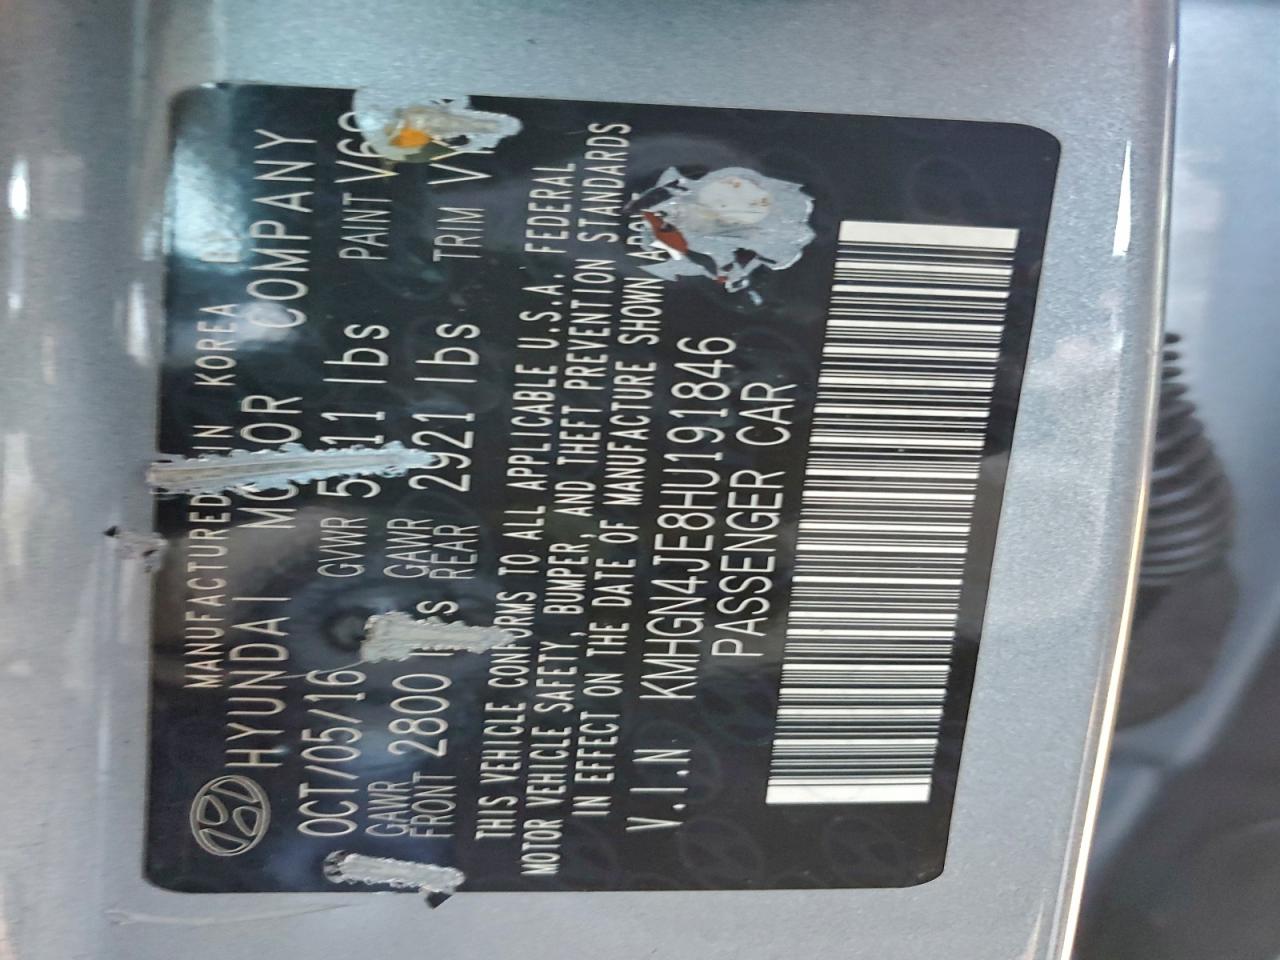 MANUFACTURED IN KOREA BY
HYUNDAI MOTOR COMPANY
OCT/05/16 GVWR 5511 lbs PAINT
GAWR FRONT 2800 GAWR REAR 2921 lbs TRIM
THIS VEHICLE CONFORMS TO ALL APPLICABLE U.S.A. FEDERAL
MOTOR VEHICLE SAFETY, BUMPER, AND THEFT PREVENTION STANDARDS
IN EFFECT ON THE DATE OF MANUFACTURE SHOWN
V.I.N KMHGN4JE8HU191846
PASSENGER CAR